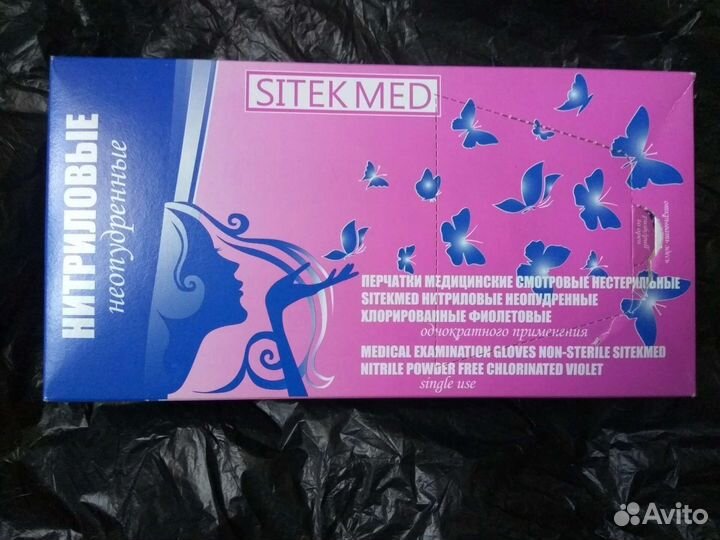 SITEKMED
НИТРИЛОВЫЕ
неопудренные
ПЕРЧАТКИ МЕДИЦИНСКИЕ СМОТРОВЫЕ НЕСТЕРИЛЬНЫЕ
SITEKMED НИТРИЛОВЫЕ НЕОПУДРЕННЫЕ
ХЛОРИРОВАННЫЕ ФИОЛЕТОВЫЕ
однократного применения
MEDICAL EXAMINATION GLOVES NON-STERILE SITEKMED
NITRILE POWDER FREE CHLORINATED VIOLET
single use
Avito